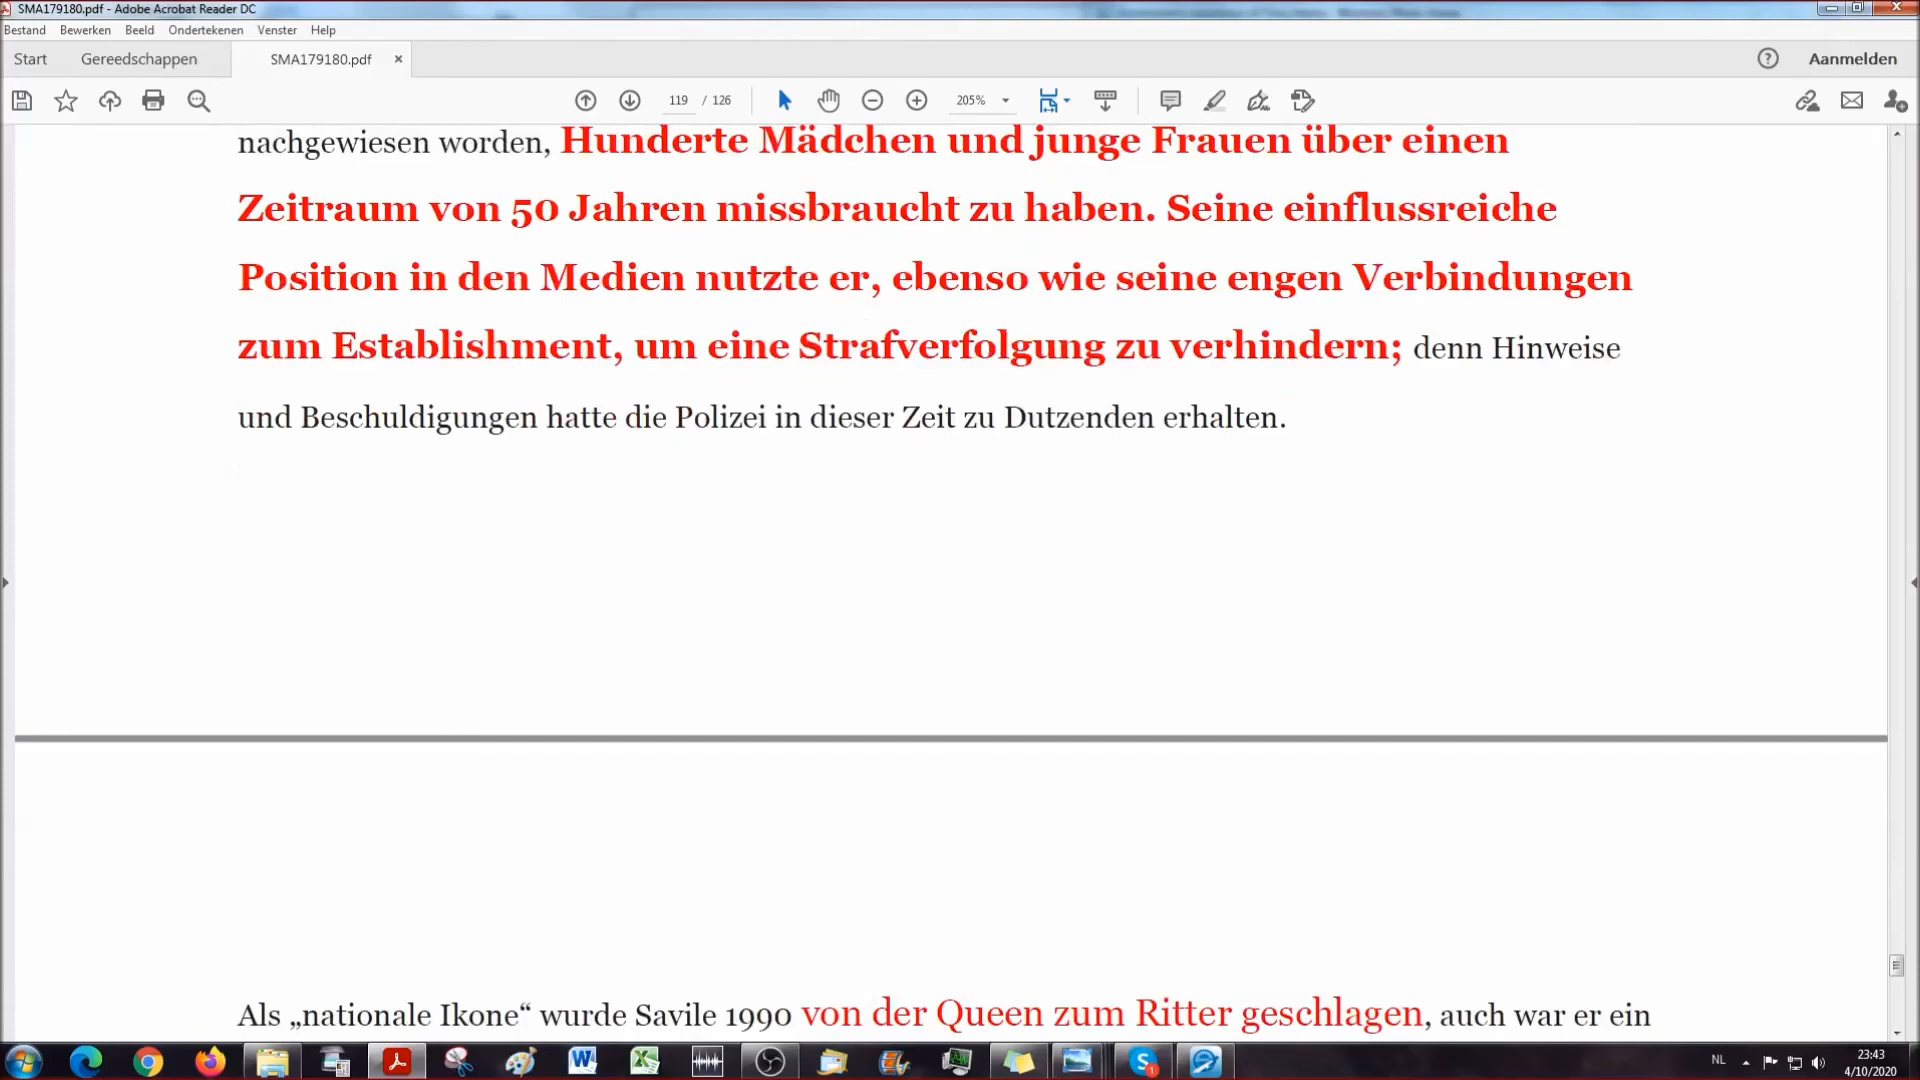 SMA179180.pdf - Adobe Acrobat Reader DC
Bestand Bewerken Beeld Ondertekenen Venster Help
Start Gereedschappen SMA179180.pdf × Aanmelden
119 / 126 205%
nachgewiesen worden, Hunderte Mädchen und junge Frauen über einen
Zeitraum von 50 Jahren missbraucht zu haben. Seine einflussreiche
Position in den Medien nutzte er, ebenso wie seine engen Verbindungen
zum Establishment, um eine Strafverfolgung zu verhindern; denn Hinweise
und Beschuldigungen hatte die Polizei in dieser Zeit zu Dutzenden erhalten.
Als „nationale Ikone“ wurde Savile 1990 von der Queen zum Ritter geschlagen, auch war er ein
NL 23:43
4/10/2020